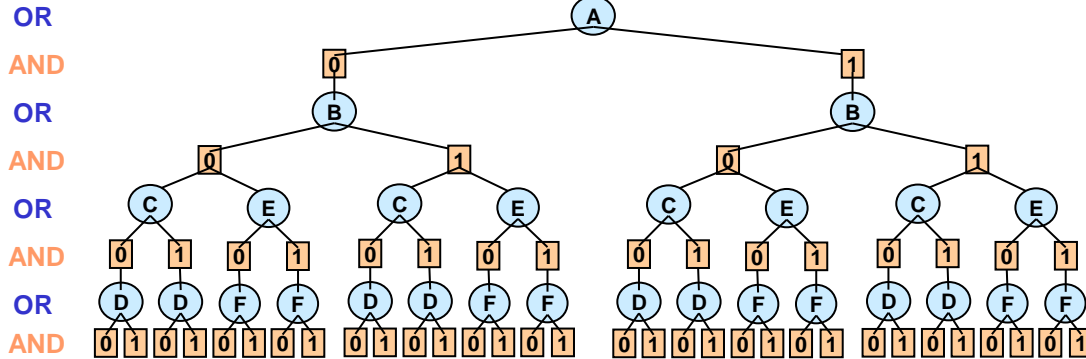 OR A
AND 0 1
OR B B
AND 0 1 0 1
OR C E C E C E C E
AND 0 1 0 1 0 1 0 1 0 1 0 1 0 1 0 1
OR D D F F D D F F D D F F D D F F
AND 0 1 0 1 0 1 0 1 0 1 0 1 0 1 0 1 0 1 0 1 0 1 0 1 0 1 0 1 0 1 0 1